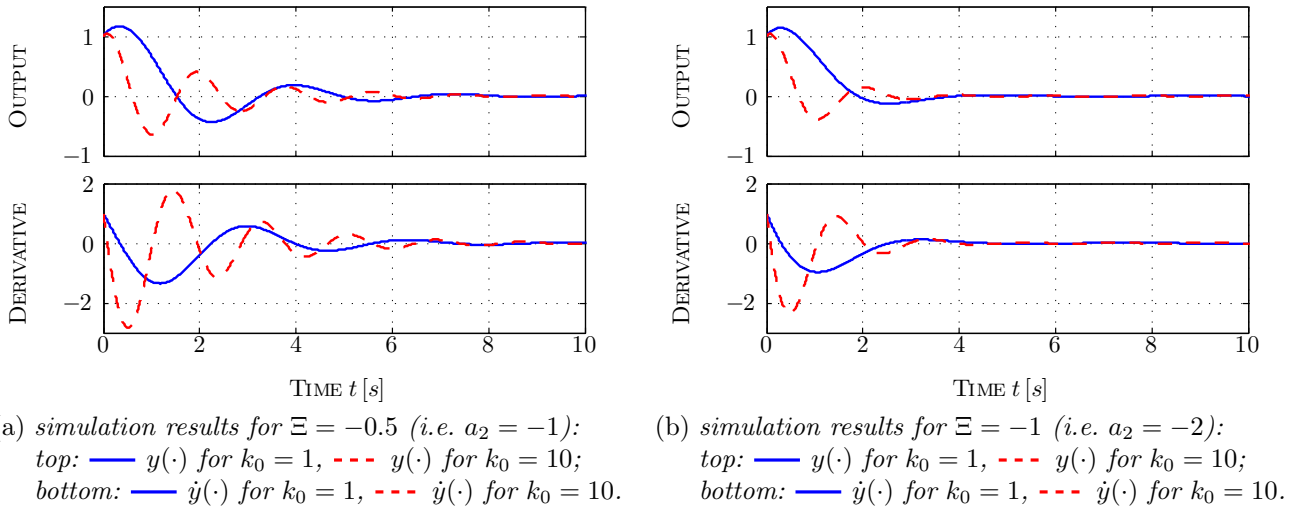 OUTPUT
1
0
−1
DERIVATIVE
2
0
−2
0 2 4 6 8 10
TIME t [s]
a) simulation results for Ξ = −0.5 (i.e. a₂ = −1):
top: y(·) for k₀ = 1, y(·) for k₀ = 10;
bottom: ẏ(·) for k₀ = 1, ẏ(·) for k₀ = 10.
OUTPUT
1
0
−1
DERIVATIVE
2
0
−2
0 2 4 6 8 10
TIME t [s]
(b) simulation results for Ξ = −1 (i.e. a₂ = −2):
top: y(·) for k₀ = 1, y(·) for k₀ = 10;
bottom: ẏ(·) for k₀ = 1, ẏ(·) for k₀ = 10.